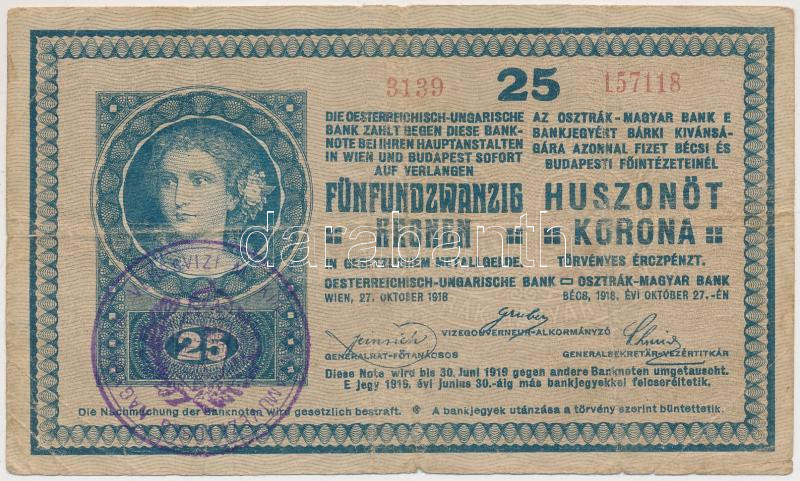 3139 25 157118
DIE OESTERREICHISCH-UNGARISCHE
BANK ZAHLT GEGEN DIESE BANK-
NOTE BEI IHREN HAUPTANSTALTEN
IN WIEN UND BUDAPEST SOFORT
AUF VERLANGEN
FÜNFUNDZWANZIG
KRONEN
IN GESETZLICHEM METALLGELDE.
OESTERREICHISCH-UNGARISCHE BANK
WIEN, 27. OKTOBER 1918
AZ OSZTRÁK-MAGYAR BANK E
BANKJEGYÉRT BÁRKI KIVÁNSÁ-
GÁRA AZONNAL FIZET BÉCSI ÉS
BUDAPESTI FŐINTÉZETEINÉL
HUSZONÖT
KORONA
TÖRVÉNYES ÉRCZPÉNZT.
OSZTRÁK-MAGYAR BANK
BÉCS, 1918. ÉVI OKTÓBER 27.-ÉN
Gruber
VIZEGOUVERNEUR-ALKORMÁNYZÓ
GENERALRAT-FŐTANÁCSOS
GENERALSEKRETÄR-VEZÉRTITKÁR
Diese Note wird bis 30. Juni 1919 gegen andere Banknoten umgetauscht.
E jegy 1919. évi junius 30.-áig más bankjegyekkel felcseréltetik.
Die Nachmachung der Banknoten wird gesetzlich bestraft. A bankjegyek utánzása a törvény szerint büntettetik.
25
darabanth